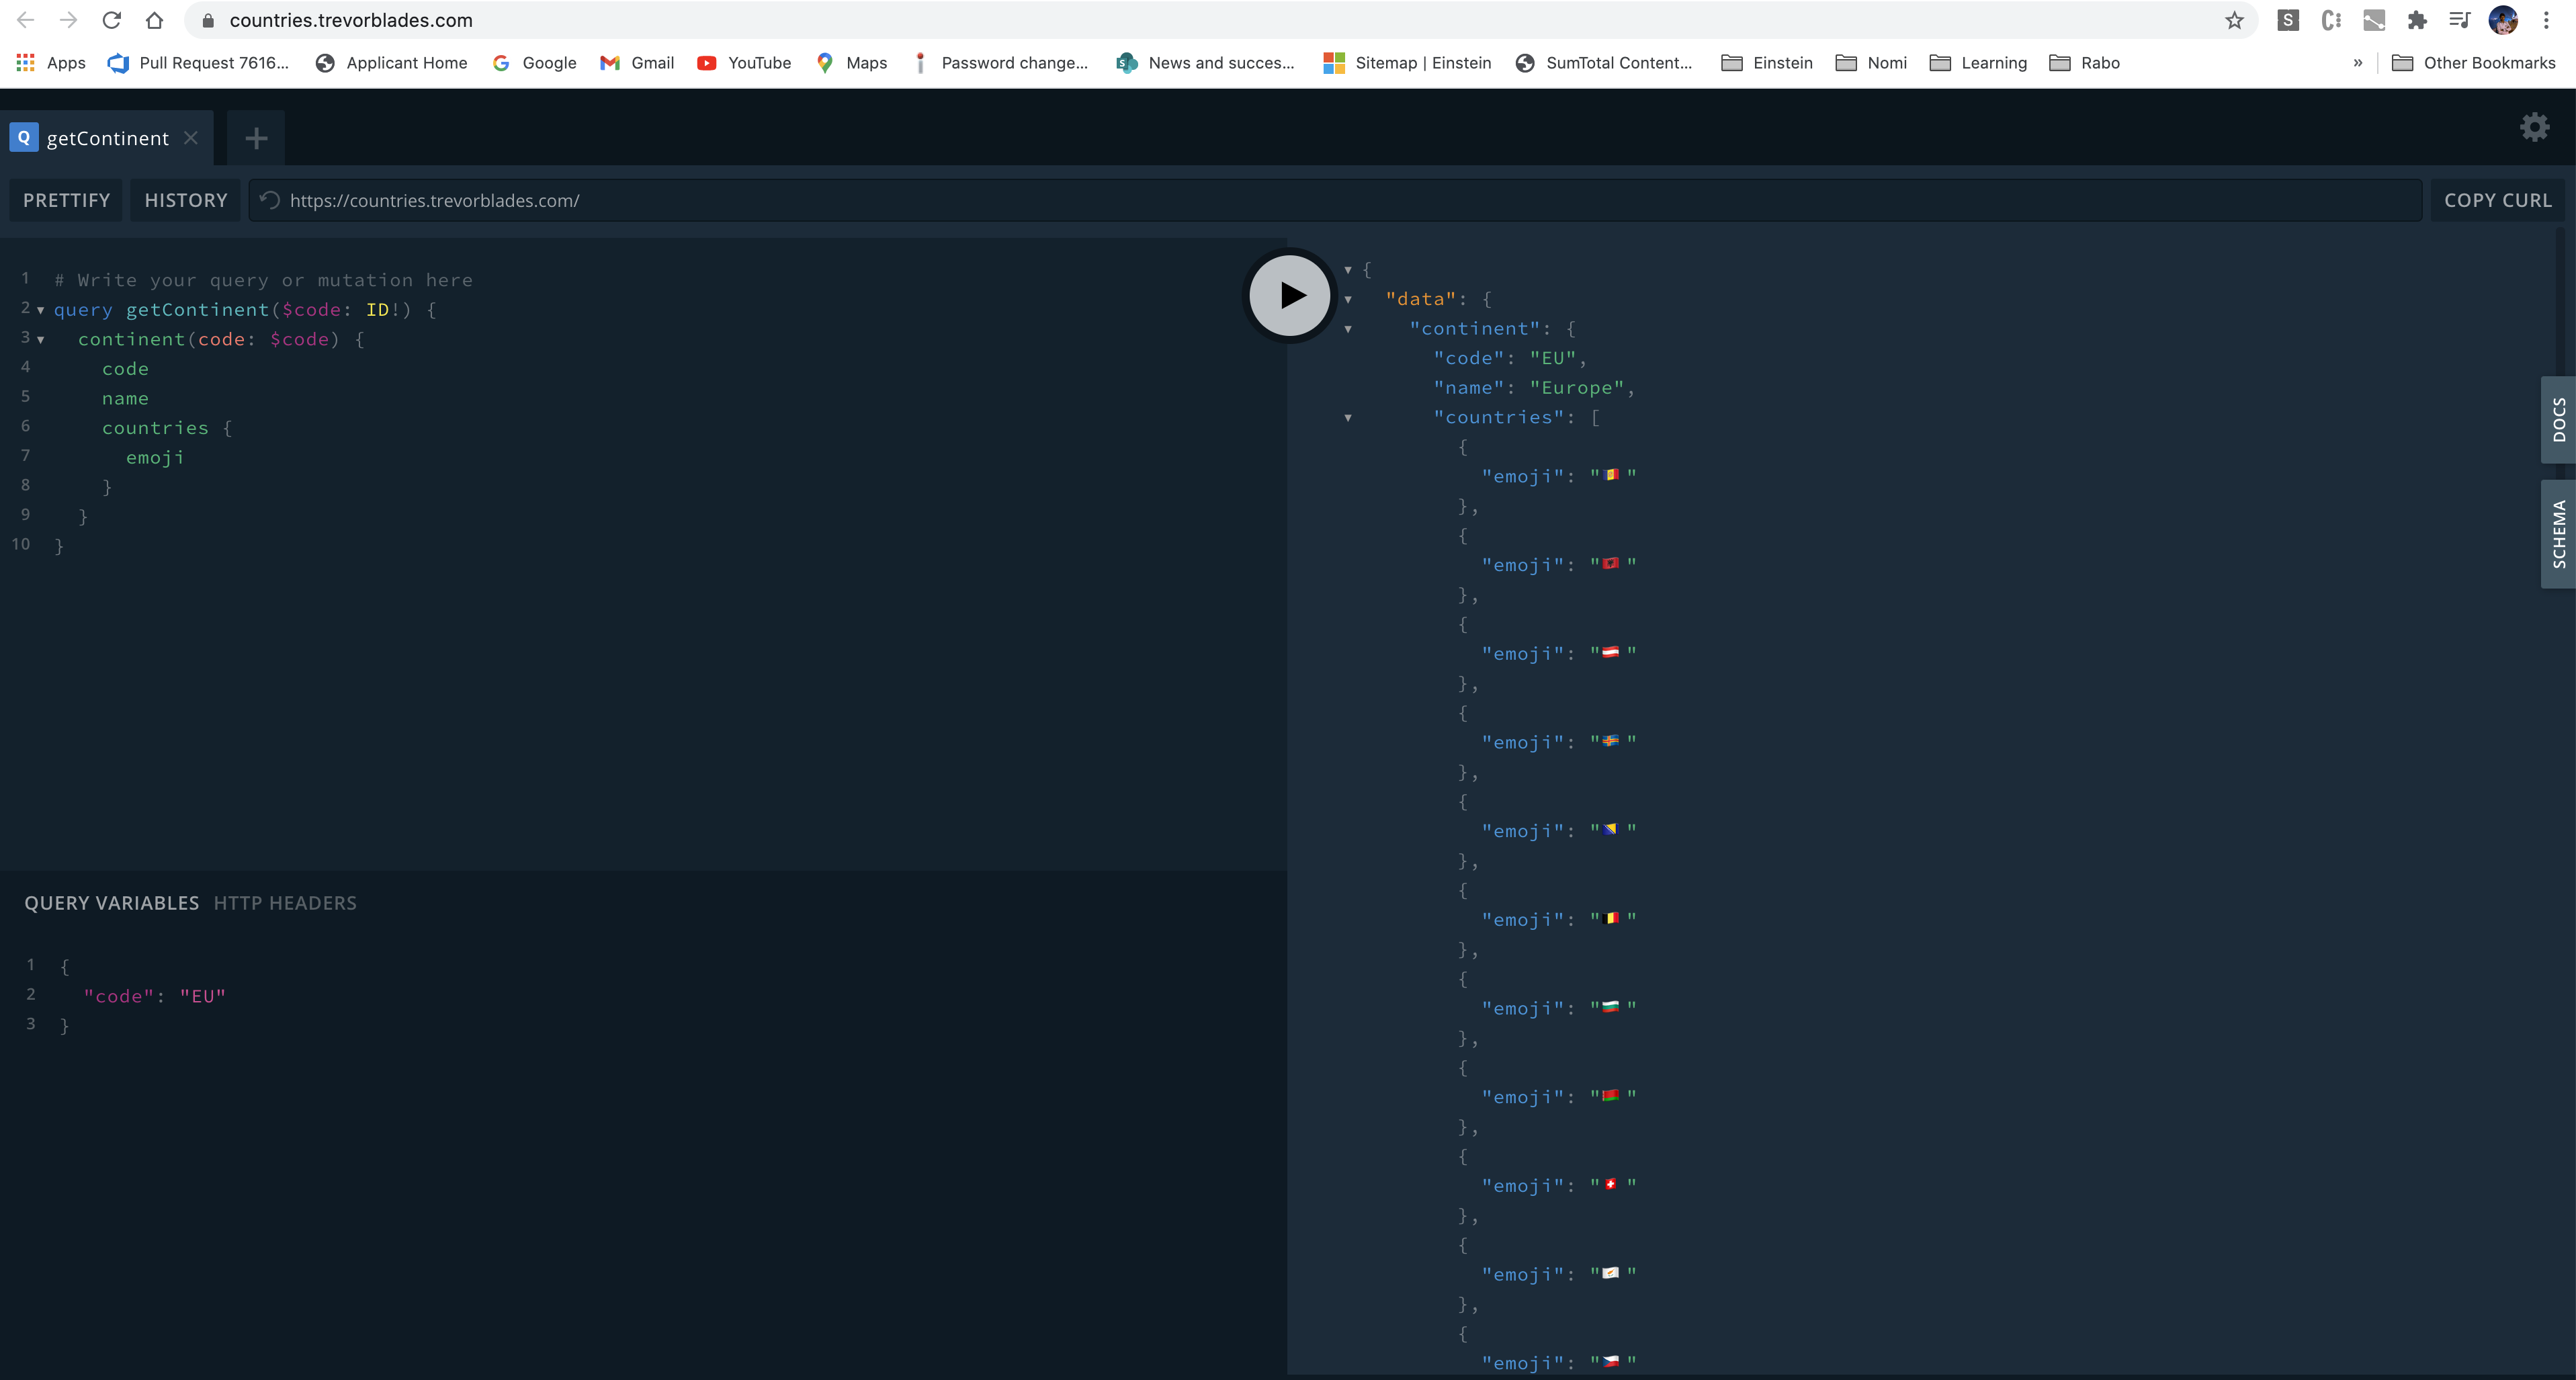 countries.trevorblades.com
Apps Pull Request 7616... Applicant Home Google Gmail YouTube Maps Password change... News and succes... Sitemap | Einstein SumTotal Content... Einstein Nomi Learning Rabo » Other Bookmarks
Q getContinent
PRETTIFY HISTORY https://countries.trevorblades.com/ COPY CURL
1 # Write your query or mutation here
2 query getContinent($code: ID!) {
3 continent(code: $code) {
4 code
5 name
6 countries {
7 emoji
8 }
9 }
10 }
QUERY VARIABLES HTTP HEADERS
1 {
2 "code": "EU"
3 }
{
"data": {
"continent": {
"code": "EU",
"name": "Europe",
"countries": [
{
"emoji": "🇦🇩"
},
{
"emoji": "🇦🇱"
},
{
"emoji": "🇦🇹"
},
{
"emoji": "🇦🇽"
},
{
"emoji": "🇧🇦"
},
{
"emoji": "🇧🇪"
},
{
"emoji": "🇧🇬"
},
{
"emoji": "🇧🇾"
},
{
"emoji": "🇨🇭"
},
{
"emoji": "🇨🇾"
},
{
"emoji": "🇨🇿"
DOCS
SCHEMA